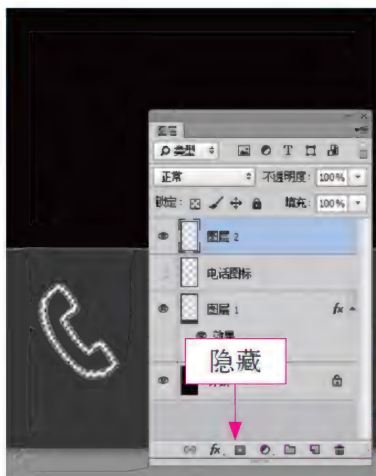 图层
类型
正常 不透明度: 100%
锁定: 填充: 100%
图层 2
电话图标
图层 1 fx
效果
隐藏
fx